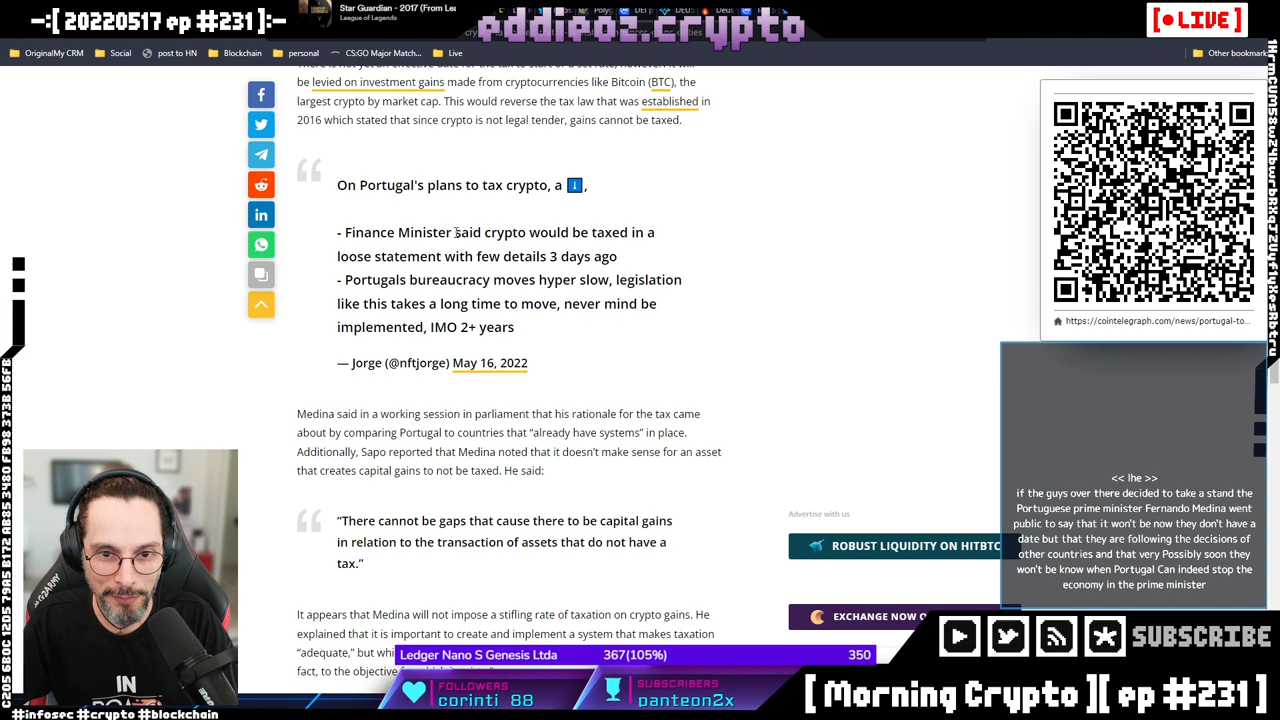 -:[ 20220517 ep #231 ]:-
Star Guardian - 2017 (From Lea
League of Legends
eddieoz.crypto
[ LIVE ]
OriginalMy CRM
Social
post to HN
Blockchain
personal
CS:GO Major Match...
Live
Other bookmark
be levied on investment gains made from cryptocurrencies like Bitcoin (BTC), the
largest crypto by market cap. This would reverse the tax law that was established in
2016 which stated that since crypto is not legal tender, gains cannot be taxed.
On Portugal's plans to tax crypto, a ⬇️,
- Finance Minister said crypto would be taxed in a
loose statement with few details 3 days ago
- Portugals bureaucracy moves hyper slow, legislation
like this takes a long time to move, never mind be
implemented, IMO 2+ years
— Jorge (@nftjorge) May 16, 2022
Medina said in a working session in parliament that his rationale for the tax came
about by comparing Portugal to countries that “already have systems” in place.
Additionally, Sapo reported that Medina noted that it doesn’t make sense for an asset
that creates capital gains to not be taxed. He said:
“There cannot be gaps that cause there to be capital gains
in relation to the transaction of assets that do not have a
tax.”
It appears that Medina will not impose a stifling rate of taxation on crypto gains. He
explained that it is important to create and implement a system that makes taxation
“adequate,” but
fact, to the objective
https://cointelegraph.com/news/portugal-to...
Advertise with us
ROBUST LIQUIDITY ON HITBTC
EXCHANGE NOW
<< !he >>
if the guys over there decided to take a stand the
Portuguese prime minister Fernando Medina went
public to say that it won't be now they don't have a
date but that they are following the decisions of
other countries and that very Possibly soon they
won't be know when Portugal Can indeed stop the
economy in the prime minister
Ledger Nano S Genesis Ltda
367(105%)
350
FOLLOWERS
corinti_88
SUBSCRIBERS
panteon2x
SUBSCRIBE
[ Morning Crypto ][ ep #231 ]
#infosec #crypto #blockchain